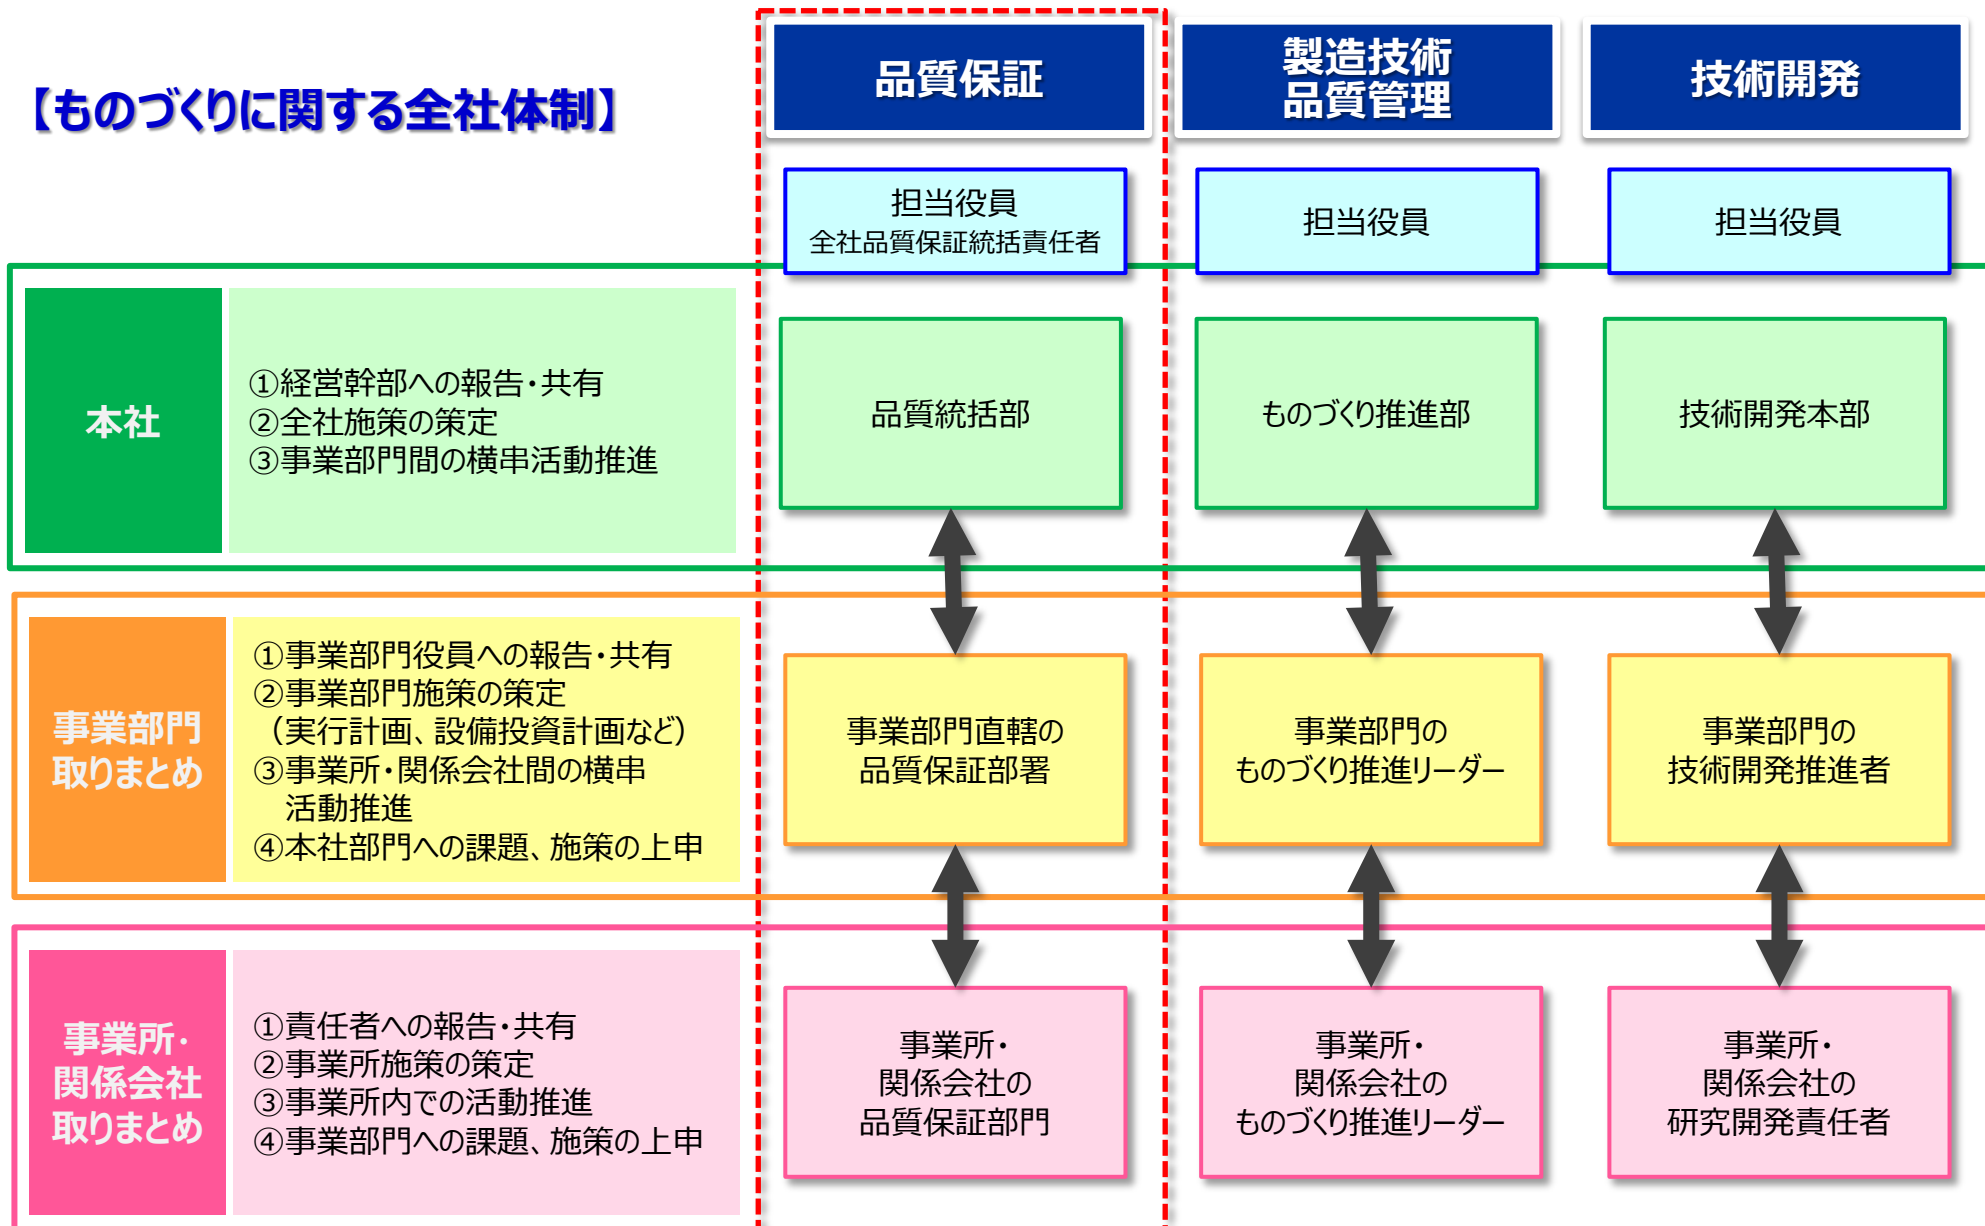 【ものづくりに関する全社体制】
品質保証
製造技術
品質管理
技術開発
担当役員
全社品質保証統括責任者
担当役員
担当役員
本社
①経営幹部への報告・共有
②全社施策の策定
③事業部門間の横串活動推進
品質統括部
ものづくり推進部
技術開発本部
事業部門
取りまとめ
①事業部門役員への報告・共有
②事業部門施策の策定
（実行計画、設備投資計画など）
③事業所・関係会社間の横串
活動推進
④本社部門への課題、施策の上申
事業部門直轄の
品質保証部署
事業部門の
ものづくり推進リーダー
事業部門の
技術開発推進者
事業所・
関係会社
取りまとめ
①責任者への報告・共有
②事業所施策の策定
③事業所内での活動推進
④事業部門への課題、施策の上申
事業所・
関係会社の
品質保証部門
事業所・
関係会社の
ものづくり推進リーダー
事業所・
関係会社の
研究開発責任者